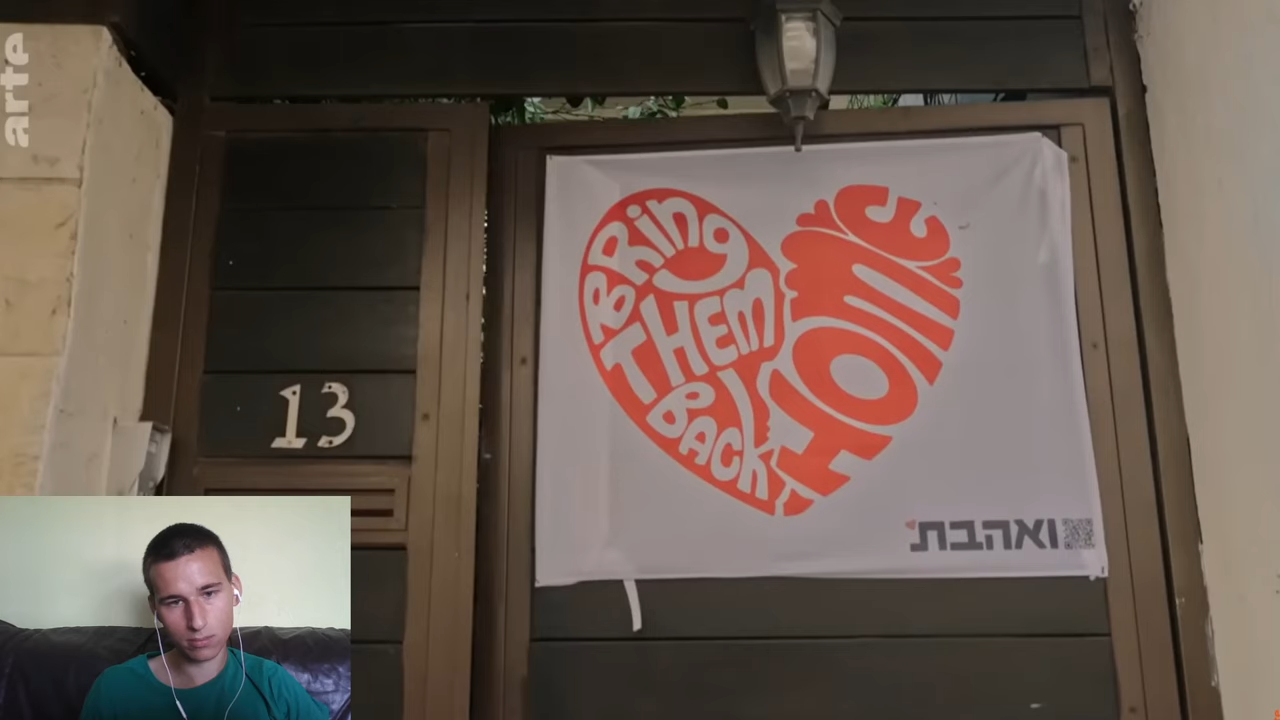 arte
BRing
THEM
BACK
HOME
13
ואהבת